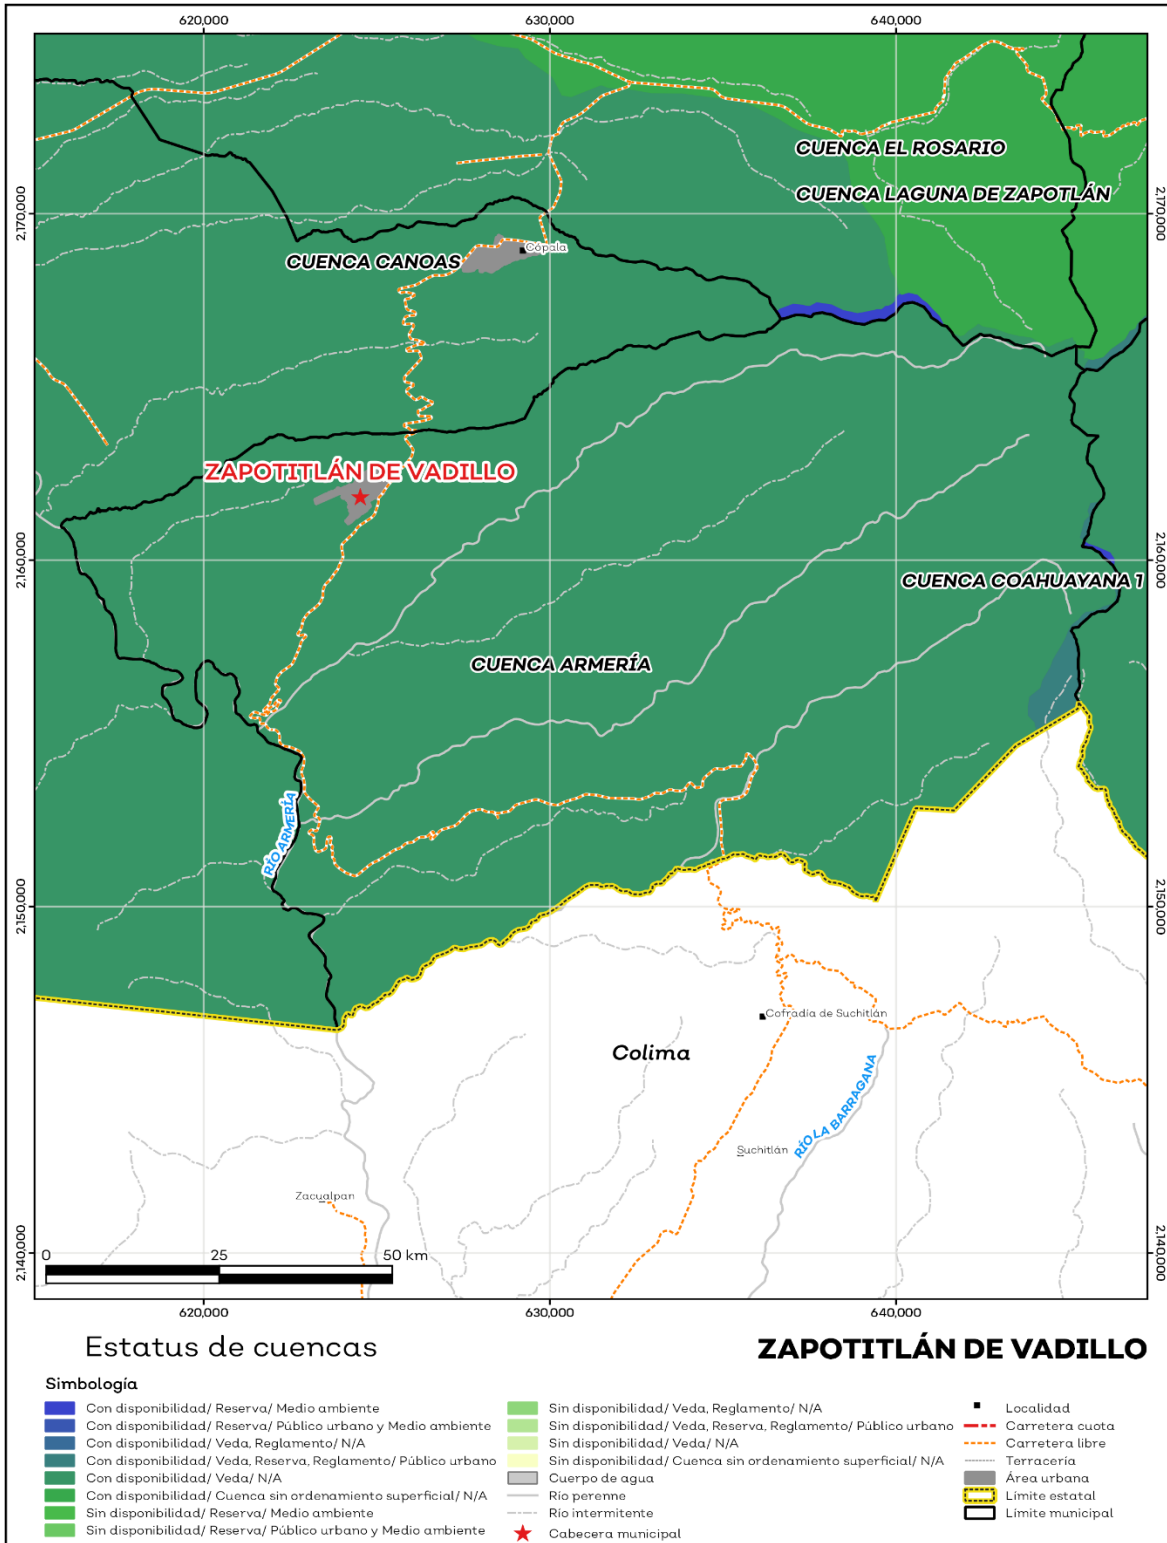 620,000
630,000
640,000
CUENCA EL ROSARIO
CUENCA LAGUNA DE ZAPOTLÁN
2,170,000
2,170,000
Cópala
CUENCA CANOAS
ZAPOTITLÁN DE VADILLO
2,160,000
2,160,000
CUENCA COAHUAYANA 1
CUENCA ARMERÍA
RÍO ARMERÍA
2,150,000
2,150,000
Cofradía de Suchitlán
Colima
RÍO LA BARRAGANA
Suchitlán
Zacualpan
2,140,000
2,140,000
0 25 50 km
620,000
630,000
640,000
Estatus de cuencas
ZAPOTITLÁN DE VADILLO
Simbología
Con disponibilidad/ Reserva/ Medio ambiente
Con disponibilidad/ Reserva/ Público urbano y Medio ambiente
Con disponibilidad/ Veda, Reglamento/ N/A
Con disponibilidad/ Veda, Reserva, Reglamento/ Público urbano
Con disponibilidad/ Veda/ N/A
Con disponibilidad/ Cuenca sin ordenamiento superficial/ N/A
Sin disponibilidad/ Reserva/ Medio ambiente
Sin disponibilidad/ Reserva/ Público urbano y Medio ambiente
Sin disponibilidad/ Veda, Reglamento/ N/A
Sin disponibilidad/ Veda, Reserva, Reglamento/ Público urbano
Sin disponibilidad/ Veda/ N/A
Sin disponibilidad/ Cuenca sin ordenamiento superficial/ N/A
Cuerpo de agua
Río perenne
Río intermitente
Cabecera municipal
Localidad
Carretera cuota
Carretera libre
Terracería
Área urbana
Límite estatal
Límite municipal